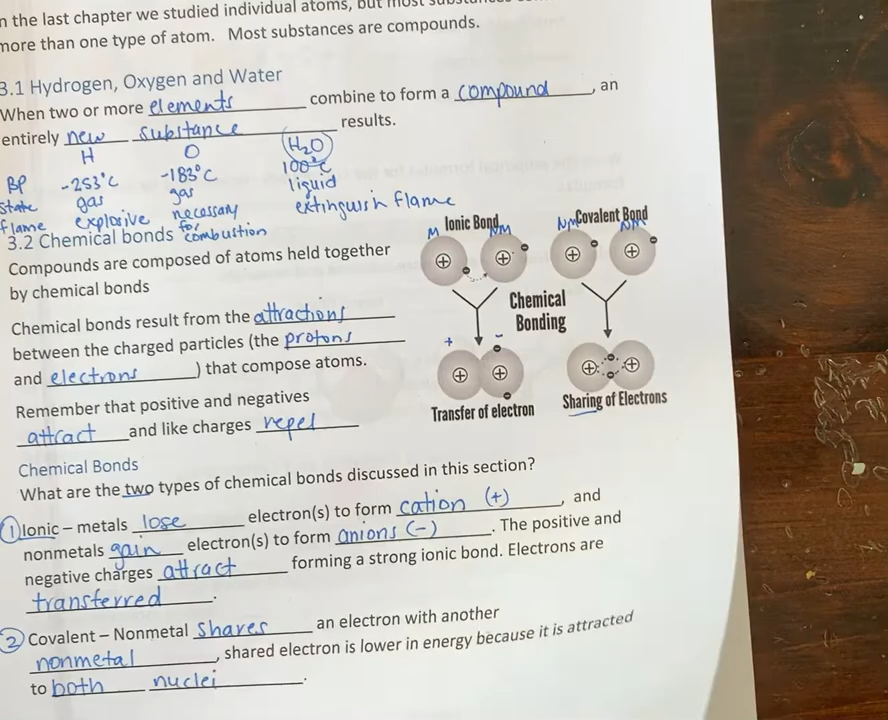 n the last chapter we studied individual atoms, but most
more than one type of atom. Most substances are compounds.
3.1 Hydrogen, Oxygen and Water
When two or more elements combine to form a compound, an
entirely new substance results.
H O H₂O
BP -253°C -183°C 100°C
state gas gas liquid
flame explosive necessary for combustion extinguish flame
3.2 Chemical bonds
Compounds are composed of atoms held together
by chemical bonds
Chemical bonds result from the attractions
between the charged particles (the protons
and electrons) that compose atoms.
Remember that positive and negatives
attract and like charges repel
M Ionic Bond NM
NM Covalent Bond NM
Chemical
Bonding
+ -
Transfer of electron
Sharing of Electrons
Chemical Bonds
What are the two types of chemical bonds discussed in this section?
① Ionic – metals lose electron(s) to form cation (+), and
nonmetals gain electron(s) to form anions (-). The positive and
negative charges attract forming a strong ionic bond. Electrons are
transferred.
② Covalent – Nonmetal shares an electron with another
nonmetal, shared electron is lower in energy because it is attracted
to both nuclei.